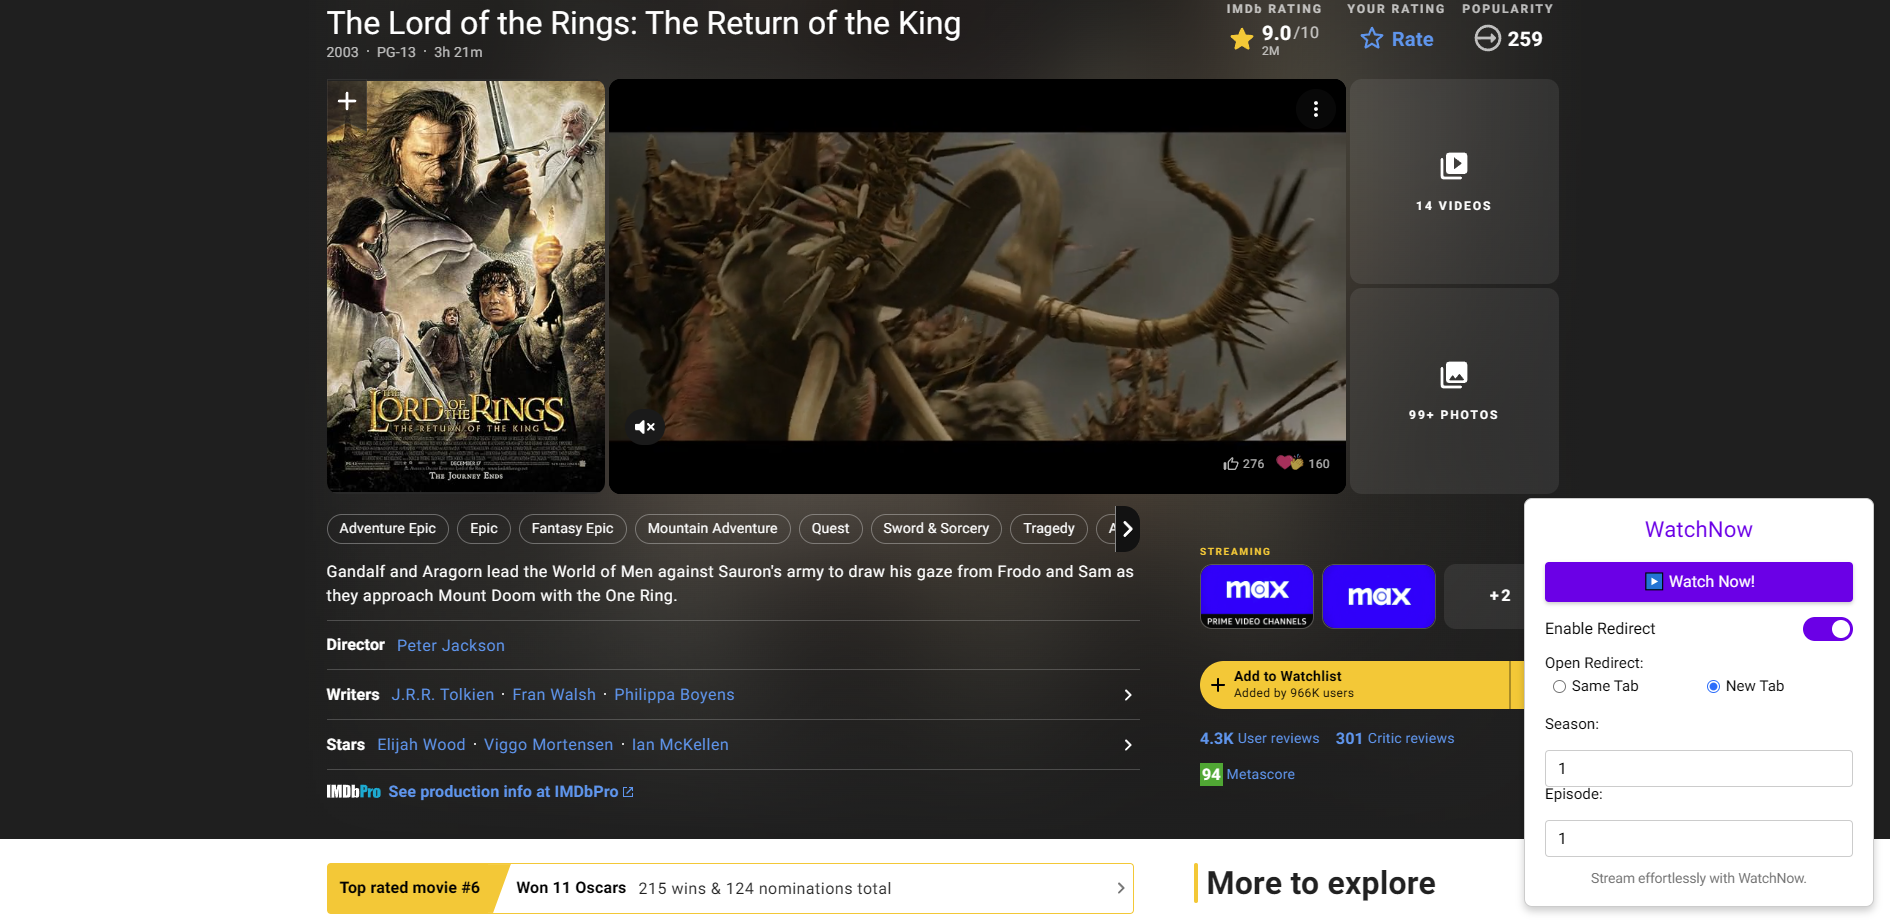 The Lord of the Rings: The Return of the King
2003 · PG-13 · 3h 21m
IMDb RATING
9.0/10
2M
YOUR RATING
Rate
POPULARITY
259
THE
LORD OF THE RINGS
THE RETURN OF THE KING
DECEMBER 17
THE JOURNEY ENDS
276
160
14 VIDEOS
99+ PHOTOS
Adventure Epic
Epic
Fantasy Epic
Mountain Adventure
Quest
Sword & Sorcery
Tragedy
Gandalf and Aragorn lead the World of Men against Sauron's army to draw his gaze from Frodo and Sam as
they approach Mount Doom with the One Ring.
Director Peter Jackson
Writers J.R.R. Tolkien · Fran Walsh · Philippa Boyens
Stars Elijah Wood · Viggo Mortensen · Ian McKellen
IMDbPro See production info at IMDbPro
STREAMING
max
PRIME VIDEO CHANNELS
max
+2
Add to Watchlist
Added by 966K users
4.3K User reviews 301 Critic reviews
94 Metascore
Top rated movie #6 Won 11 Oscars 215 wins & 124 nominations total
More to explore
WatchNow
Watch Now!
Enable Redirect
Open Redirect:
Same Tab New Tab
Season:
1
Episode:
1
Stream effortlessly with WatchNow.